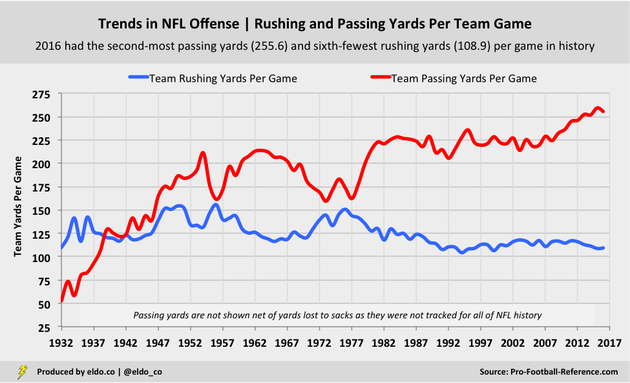 Trends in NFL Offense | Rushing and Passing Yards Per Team Game
2016 had the second-most passing yards (255.6) and sixth-fewest rushing yards (108.9) per game in history
Team Rushing Yards Per Game Team Passing Yards Per Game
Team Yards Per Game
275
250
225
200
175
150
125
100
75
50
25
Passing yards are not shown net of yards lost to sacks as they were not tracked for all of NFL history
1932 1937 1942 1947 1952 1957 1962 1967 1972 1977 1982 1987 1992 1997 2002 2007 2012 2017
Produced by eldo.co | @eldo_co Source: Pro-Football-Reference.com